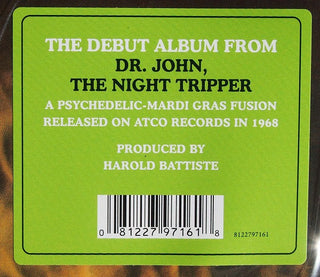 THE DEBUT ALBUM FROM
DR. JOHN,
THE NIGHT TRIPPER
A PSYCHEDELIC-MARDI GRAS FUSION
RELEASED ON ATCO RECORDS IN 1968
PRODUCED BY
HAROLD BATTISTE
0 81227 97161 8
8122797161